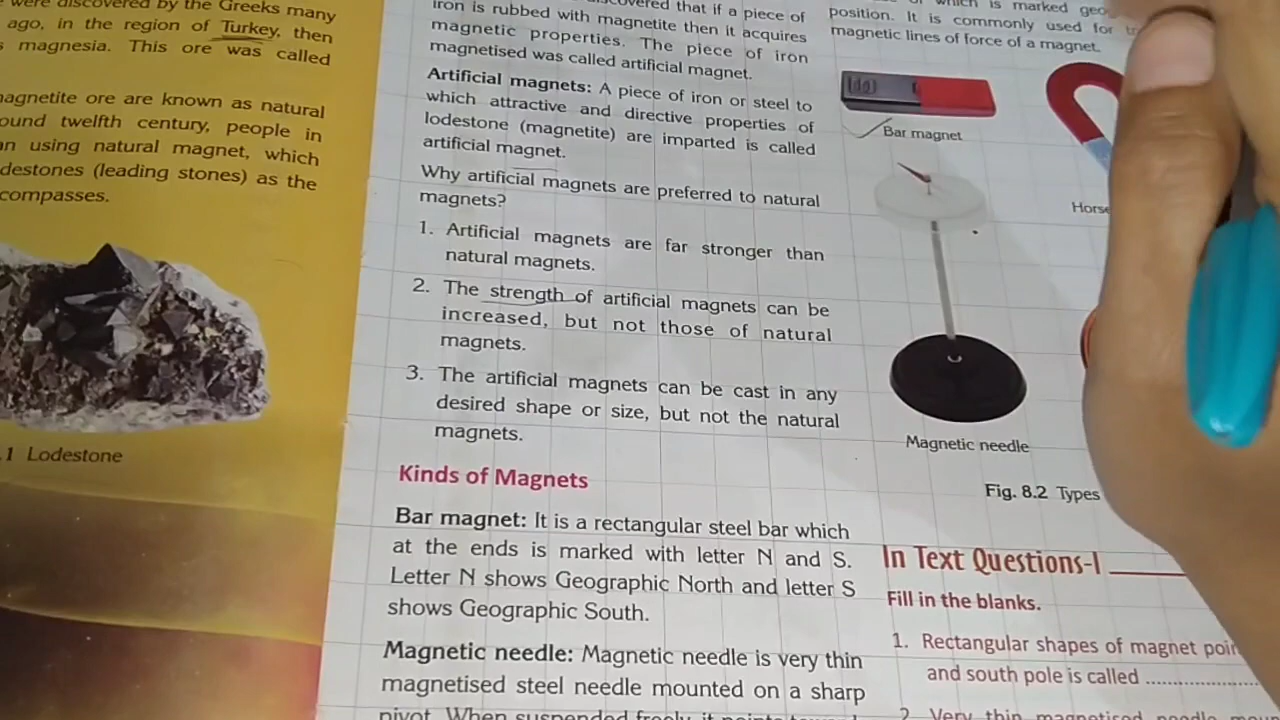 were discovered by the Greeks many
ago, in the region of Turkey, then
magnesia. This ore was called
magnetite ore are known as natural
twelfth century, people in
using natural magnet, which
(leading stones) as the
compasses.
.1 Lodestone
that if a piece of
iron is rubbed with magnetite then it acquires
magnetic properties. The piece of iron
magnetised was called artificial magnet.
Artificial magnets: A piece of iron or steel to
which attractive and directive properties of
lodestone (magnetite) are imparted is called
artificial magnet.
Why artificial magnets are preferred to natural
magnets?
1. Artificial magnets are far stronger than
natural magnets.
2. The strength of artificial magnets can be
increased, but not those of natural
magnets.
3. The artificial magnets can be cast in any
desired shape or size, but not the natural
magnets.
Kinds of Magnets
Bar magnet: It is a rectangular steel bar which
at the ends is marked with letter N and S.
Letter N shows Geographic North and letter S
shows Geographic South.
Magnetic needle: Magnetic needle is very thin
magnetised steel needle mounted on a sharp
pivot. When suspended freely, it
which is marked
position. It is commonly used for
magnetic lines of force of a magnet.
Bar magnet
Magnetic needle
Fig. 8.2 Types
In Text Questions-I
Fill in the blanks.
1. Rectangular shapes of magnet
and south pole is called ....................
2. Very thin magnetised needle